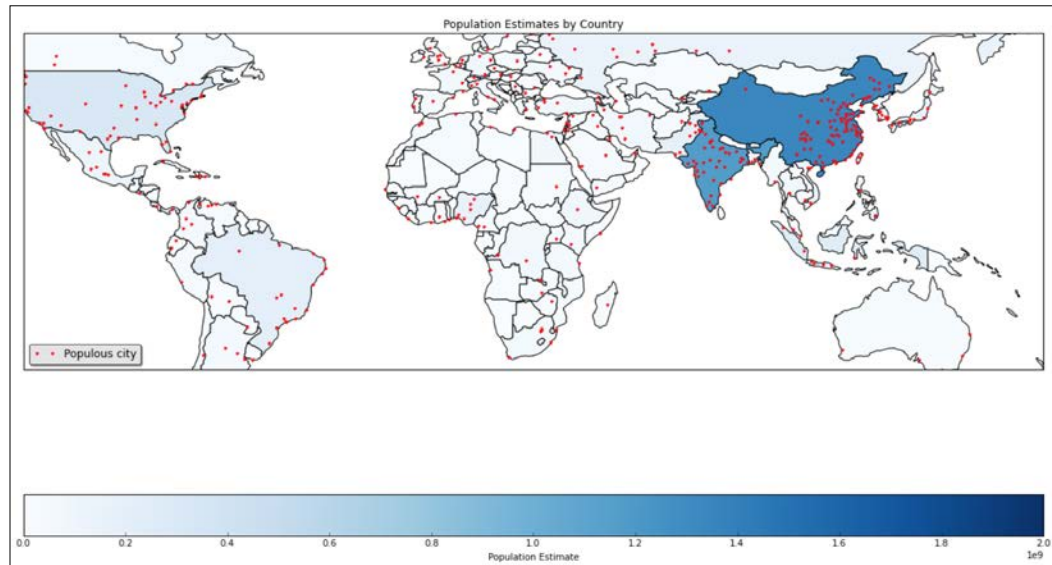 Population Estimates by Country
Populous city
0.0 0.2 0.4 0.6 0.8 1.0 1.2 1.4 1.6 1.8 2.0
1e9
Population Estimate